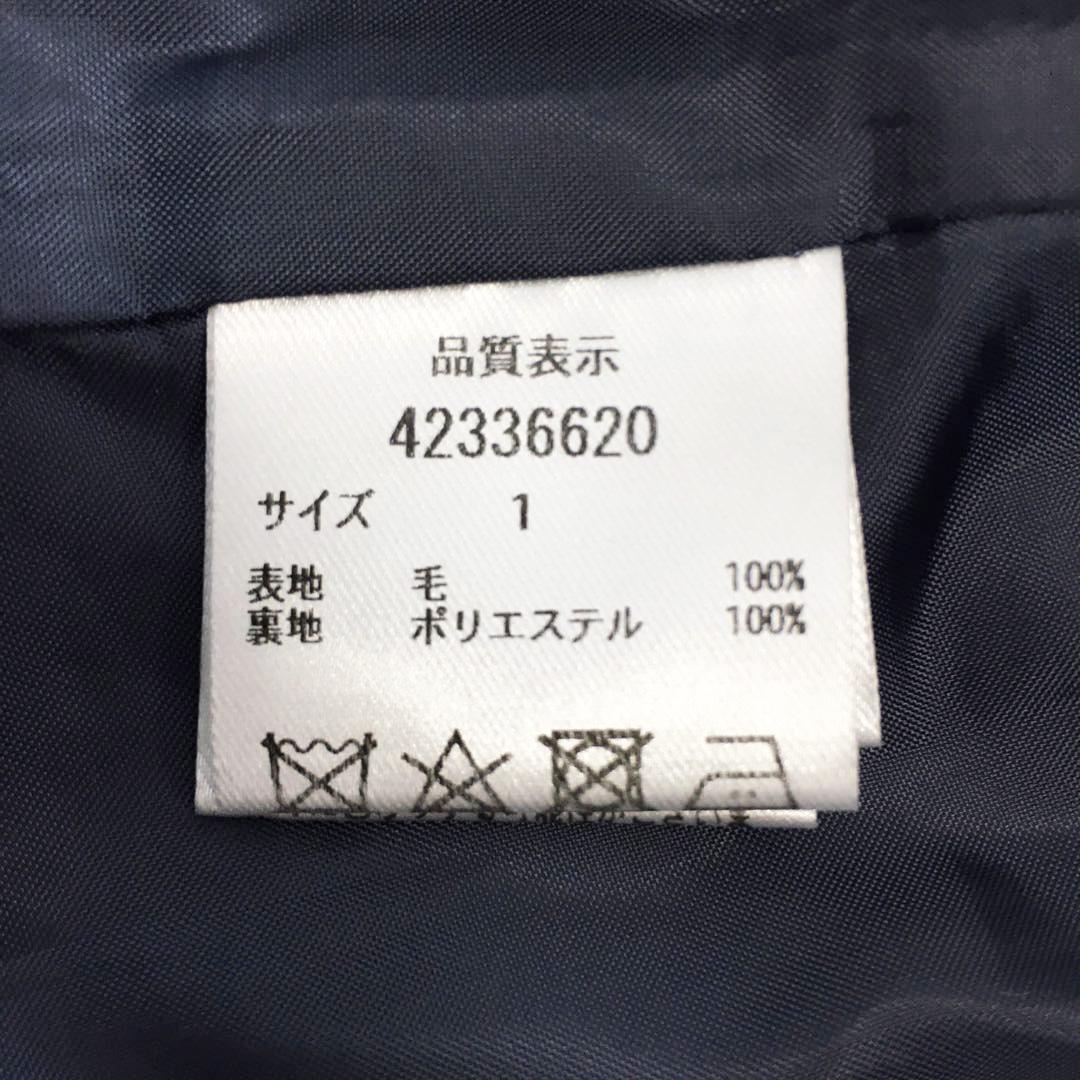 品質表示
42336620
サイズ 1
表地 毛 100%
裏地 ポリエステル 100%